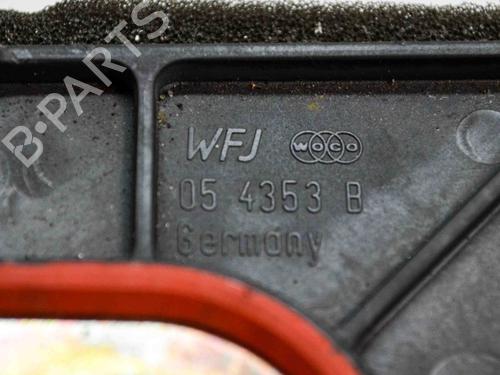 B·PARTS
WFJ WOCO
05 4353 B
Germany